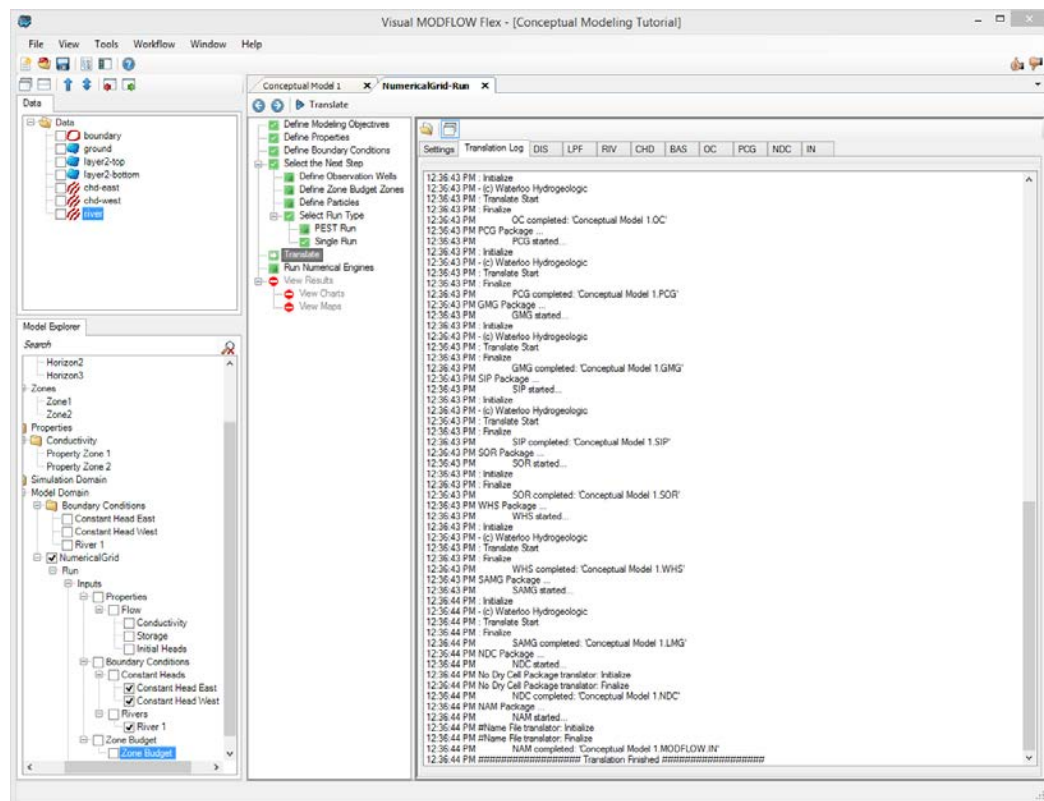 Visual MODFLOW Flex - [Conceptual Modeling Tutorial]
File View Tools Workflow Window Help
Data
Data
boundary
ground
layer2-top
layer2-bottom
chd-east
chd-west
river
Model Explorer
Search
Horizon2
Horizon3
Zones
Zone1
Zone2
Properties
Conductivity
Property Zone 1
Property Zone 2
Simulation Domain
Model Domain
Boundary Conditions
Constant Head East
Constant Head West
River 1
NumericalGrid
Run
Inputs
Properties
Flow
Conductivity
Storage
Initial Heads
Boundary Conditions
Constant Heads
Constant Head East
Constant Head West
Rivers
River 1
Zone Budget
Zone Budget
Conceptual Model 1 X NumericalGrid-Run X
Translate
Define Modeling Objectives
Define Properties
Define Boundary Conditions
Select the Next Step
Define Observation Wells
Define Zone Budget Zones
Define Particles
Select Run Type
PEST Run
Single Run
Translate
Run Numerical Engines
View Results
View Charts
View Maps
Settings Translation Log DIS LPF RIV CHD BAS OC PCG NDC IN
12:36:43 PM : Initialize
12:36:43 PM - (c) Waterloo Hydrogeologic
12:36:43 PM : Translate Start
12:36:43 PM : Finalize
12:36:43 PM OC completed: 'Conceptual Model 1.OC'
12:36:43 PM PCG Package ...
12:36:43 PM PCG started...
12:36:43 PM : Initialize
12:36:43 PM - (c) Waterloo Hydrogeologic
12:36:43 PM : Translate Start
12:36:43 PM : Finalize
12:36:43 PM PCG completed: 'Conceptual Model 1.PCG'
12:36:43 PM GMG Package ...
12:36:43 PM GMG started...
12:36:43 PM : Initialize
12:36:43 PM - (c) Waterloo Hydrogeologic
12:36:43 PM : Translate Start
12:36:43 PM : Finalize
12:36:43 PM GMG completed: 'Conceptual Model 1.GMG'
12:36:43 PM SIP Package ...
12:36:43 PM SIP started...
12:36:43 PM : Initialize
12:36:43 PM - (c) Waterloo Hydrogeologic
12:36:43 PM : Translate Start
12:36:43 PM : Finalize
12:36:43 PM SIP completed: 'Conceptual Model 1.SIP'
12:36:43 PM SOR Package ...
12:36:43 PM SOR started...
12:36:43 PM : Initialize
12:36:43 PM : Finalize
12:36:43 PM SOR completed: 'Conceptual Model 1.SOR'
12:36:43 PM WHS Package ...
12:36:43 PM WHS started...
12:36:43 PM : Initialize
12:36:43 PM - (c) Waterloo Hydrogeologic
12:36:43 PM : Translate Start
12:36:43 PM : Finalize
12:36:43 PM WHS completed: 'Conceptual Model 1.WHS'
12:36:43 PM SAMG Package ...
12:36:43 PM SAMG started...
12:36:44 PM : Initialize
12:36:44 PM - (c) Waterloo Hydrogeologic
12:36:44 PM : Translate Start
12:36:44 PM : Finalize
12:36:44 PM SAMG completed: 'Conceptual Model 1.LMG'
12:36:44 PM NDC Package ...
12:36:44 PM NDC started...
12:36:44 PM No Dry Cell Package translator: Initialize
12:36:44 PM No Dry Cell Package translator: Finalize
12:36:44 PM NDC completed: 'Conceptual Model 1.NDC'
12:36:44 PM NAM Package ...
12:36:44 PM NAM started...
12:36:44 PM #Name File translator: Initialize
12:36:44 PM #Name File translator: Finalize
12:36:44 PM NAM completed: 'Conceptual Model 1.MODFLOW.IN'
12:36:44 PM ####################### Translation Finished #######################